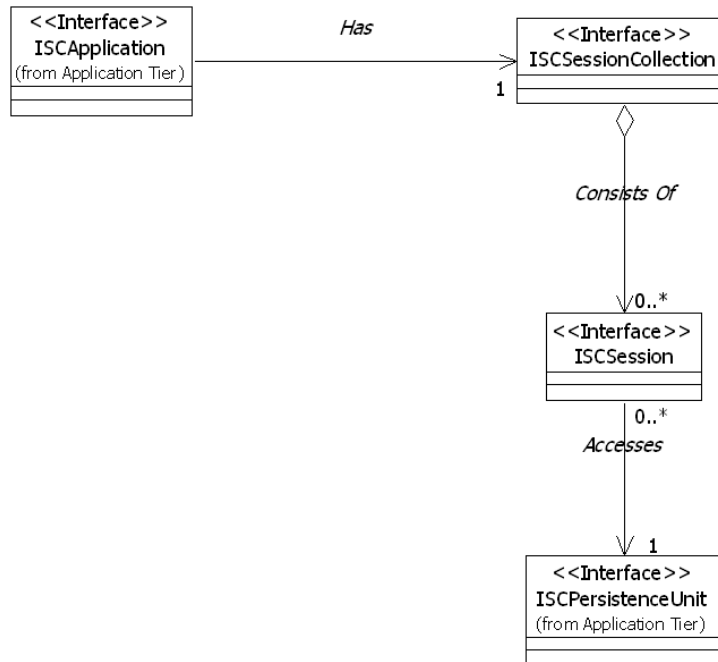 <<Interface>>
ISCApplication
(from Application Tier)
Has
<<Interface>>
ISCSessionCollection
1
Consists Of
0..*
<<Interface>>
ISCSession
0..*
Accesses
1
<<Interface>>
ISCPersistenceUnit
(from Application Tier)